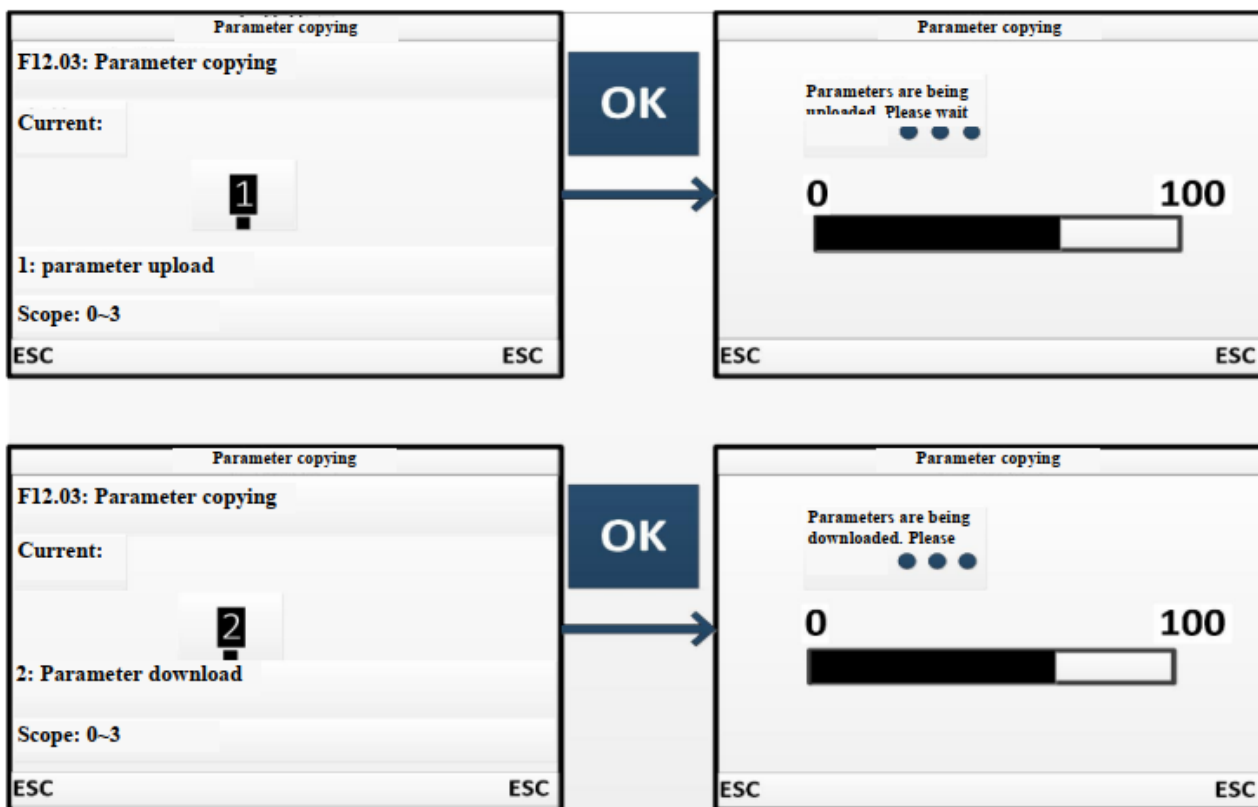 Parameter copying
F12.03: Parameter copying
Current:
1
1: parameter upload
Scope: 0~3
ESC ESC
OK
Parameter copying
Parameters are being
uploaded. Please wait
0 100
ESC ESC
Parameter copying
F12.03: Parameter copying
Current:
2
2: Parameter download
Scope: 0~3
ESC ESC
OK
Parameter copying
Parameters are being
downloaded. Please
0 100
ESC ESC